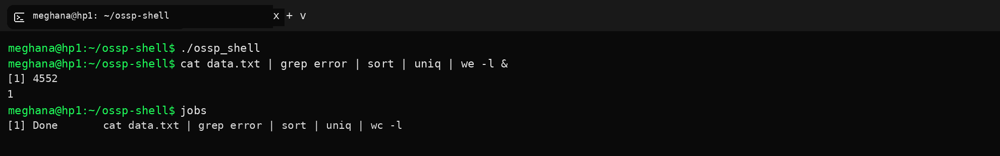 meghana@hp1: ~/ossp-shell x + v
meghana@hp1:~/ossp-shell$ ./ossp_shell
meghana@hp1:~/ossp-shell$ cat data.txt | grep error | sort | uniq | we -l &
[1] 4552
1
meghana@hp1:~/ossp-shell$ jobs
[1] Done cat data.txt | grep error | sort | uniq | wc -l